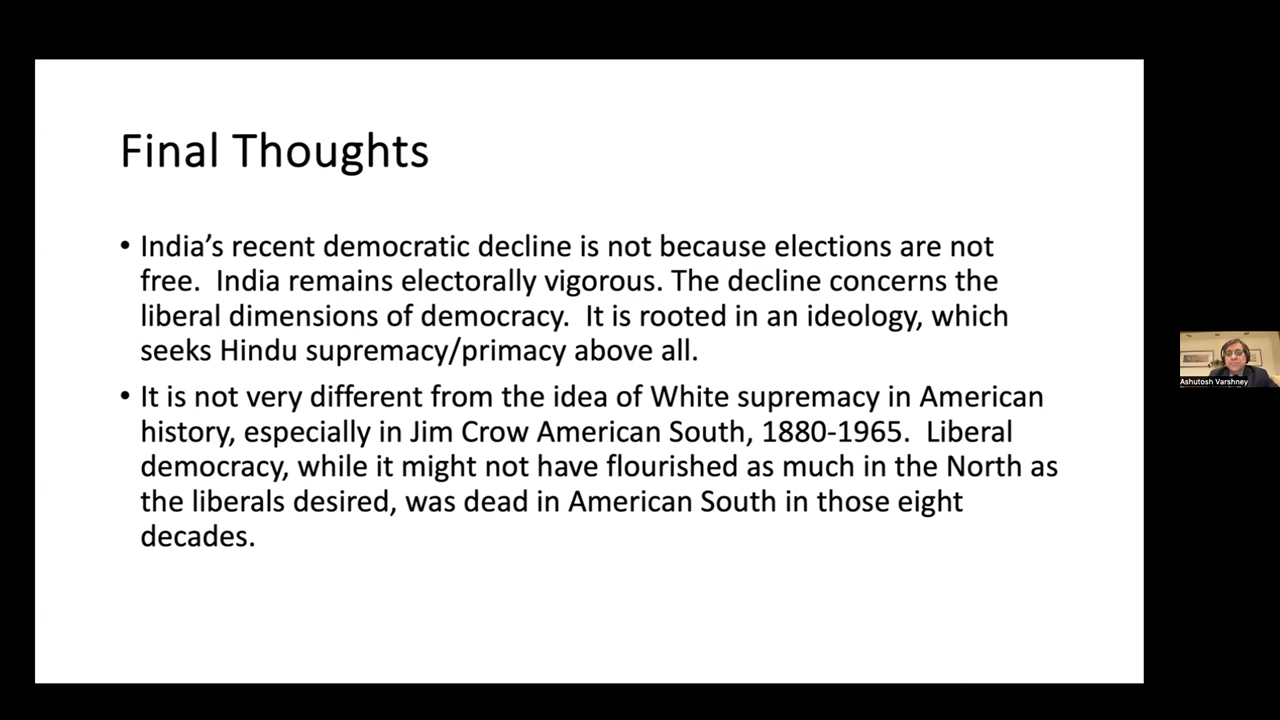 Final Thoughts
• India’s recent democratic decline is not because elections are not
free.  India remains electorally vigorous. The decline concerns the
liberal dimensions of democracy.  It is rooted in an ideology, which
seeks Hindu supremacy/primacy above all.
• It is not very different from the idea of White supremacy in American
history, especially in Jim Crow American South, 1880-1965.  Liberal
democracy, while it might not have flourished as much in the North as
the liberals desired, was dead in American South in those eight
decades.
Ashutosh Varshney